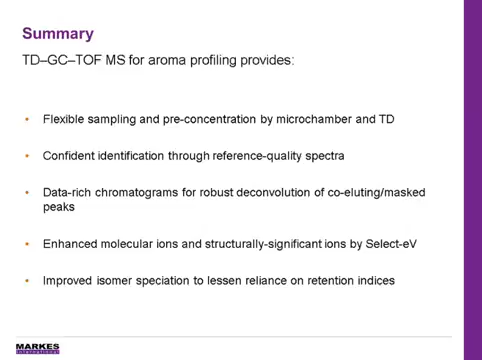 Summary
TD–GC–TOF MS for aroma profiling provides:
• Flexible sampling and pre-concentration by microchamber and TD
• Confident identification through reference-quality spectra
• Data-rich chromatograms for robust deconvolution of co-eluting/masked
peaks
• Enhanced molecular ions and structurally-significant ions by Select-eV
• Improved isomer speciation to lessen reliance on retention indices
MARKES
international